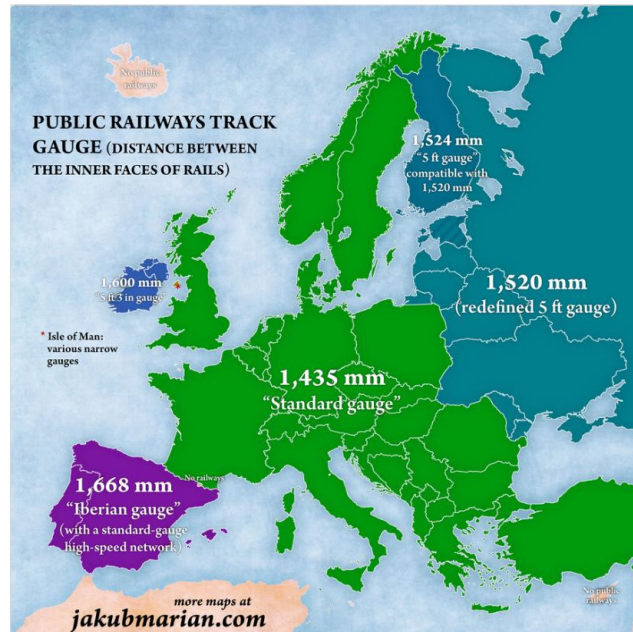 No public
railways
PUBLIC RAILWAYS TRACK
GAUGE (DISTANCE BETWEEN
THE INNER FACES OF RAILS)
1,524 mm
"5 ft gauge"
compatible with
1,520 mm
1,600 mm
"5 ft 3 in gauge"
1,520 mm
(redefined 5 ft gauge)
* Isle of Man:
various narrow
gauges
1,435 mm
"Standard gauge"
No railways
1,668 mm
"Iberian gauge"
(with a standard-gauge
high-speed network)
No public
railways
more maps at
jakubmarian.com